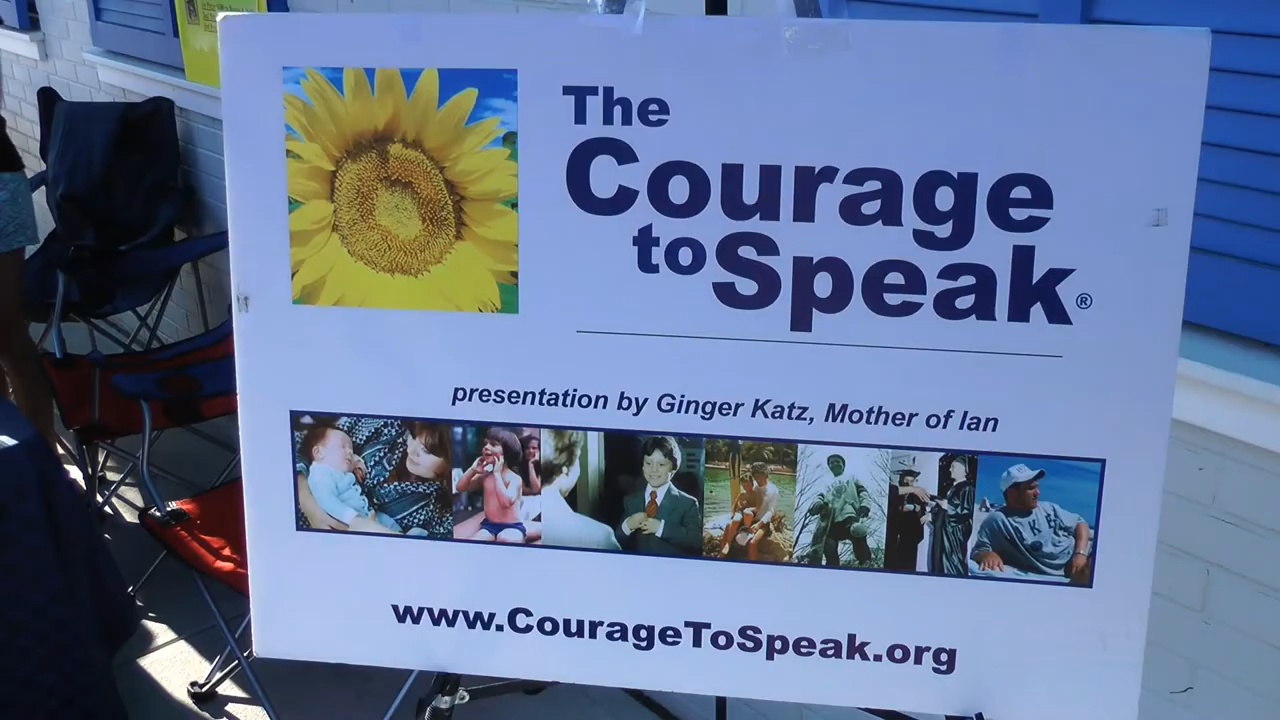 The
Courage
to Speak®
presentation by Ginger Katz, Mother of Ian
www.CourageToSpeak.org